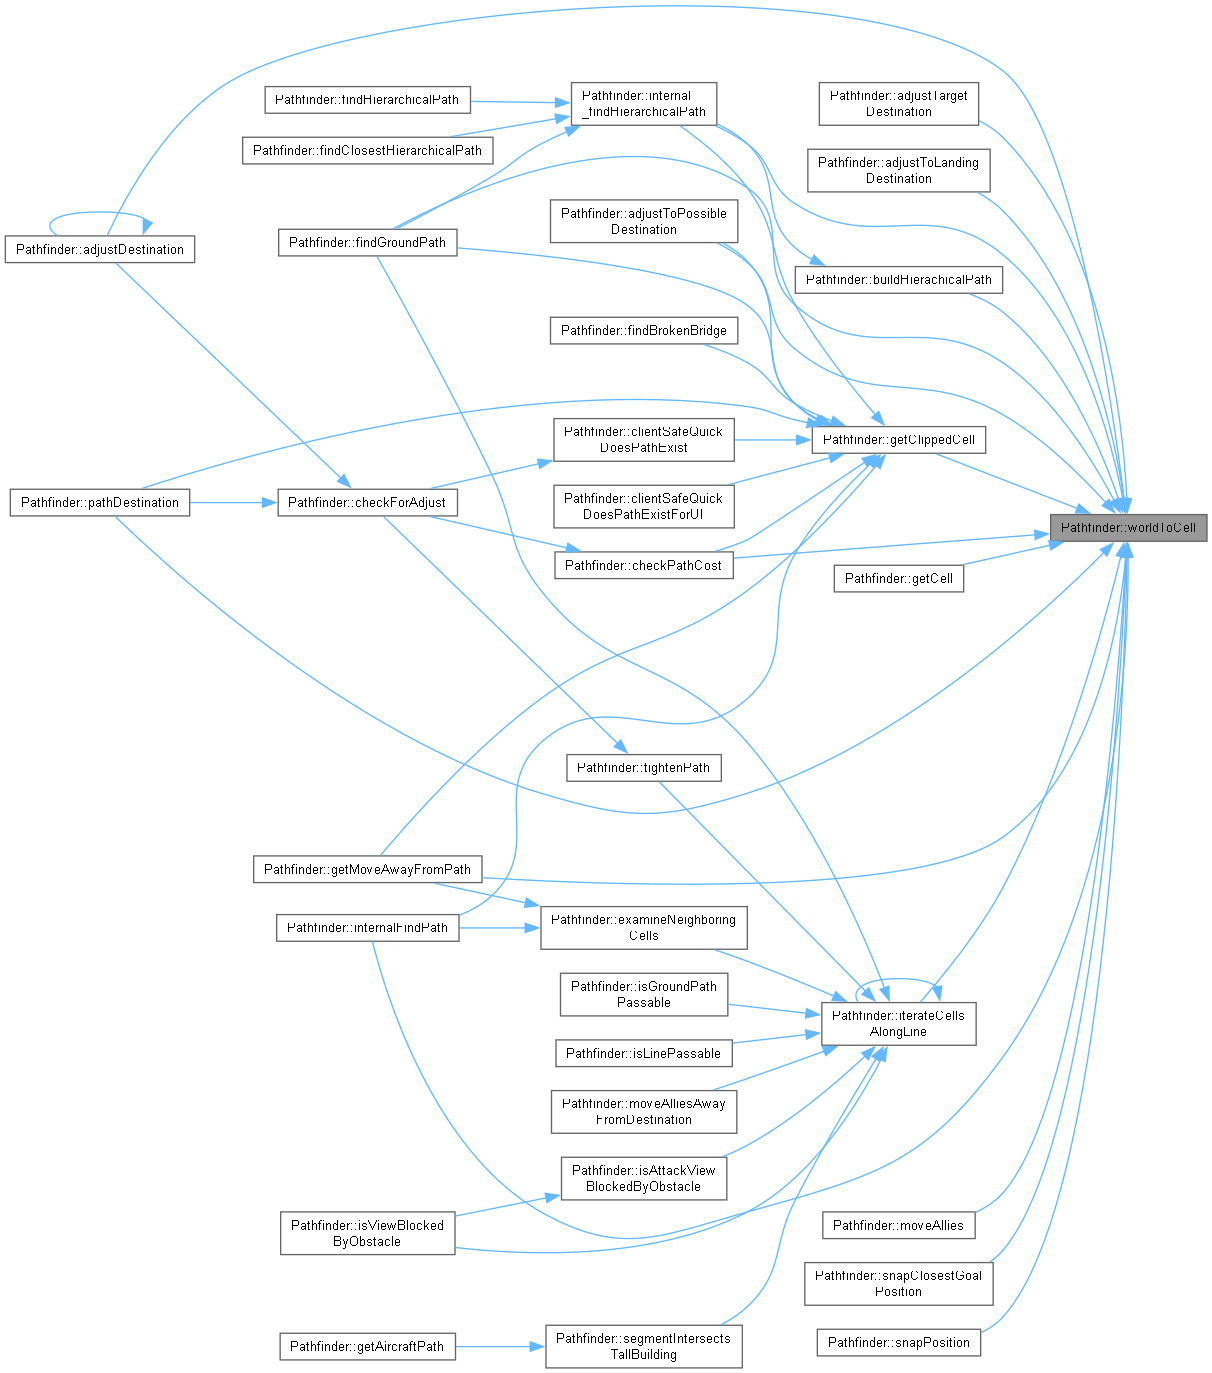 Pathfinder::findHierarchicalPath
Pathfinder::internal
_findHierarchicalPath
Pathfinder::adjustTarget
Destination
Pathfinder::findClosestHierarchicalPath
Pathfinder::adjustToLanding
Destination
Pathfinder::adjustDestination
Pathfinder::findGroundPath
Pathfinder::adjustToPossible
Destination
Pathfinder::buildHierachicalPath
Pathfinder::findBrokenBridge
Pathfinder::clientSafeQuick
DoesPathExist
Pathfinder::getClippedCell
Pathfinder::pathDestination
Pathfinder::checkForAdjust
Pathfinder::clientSafeQuick
DoesPathExistForUI
Pathfinder::worldToCell
Pathfinder::checkPathCost
Pathfinder::getCell
Pathfinder::tightenPath
Pathfinder::getMoveAwayFromPath
Pathfinder::internalFindPath
Pathfinder::examineNeighboring
Cells
Pathfinder::isGroundPath
Passable
Pathfinder::iterateCells
AlongLine
Pathfinder::isLinePassable
Pathfinder::moveAlliesAway
FromDestination
Pathfinder::isAttackView
BlockedByObstacle
Pathfinder::isViewBlocked
ByObstacle
Pathfinder::moveAllies
Pathfinder::snapClosestGoal
Position
Pathfinder::getAircraftPath
Pathfinder::segmentIntersects
TallBuilding
Pathfinder::snapPosition